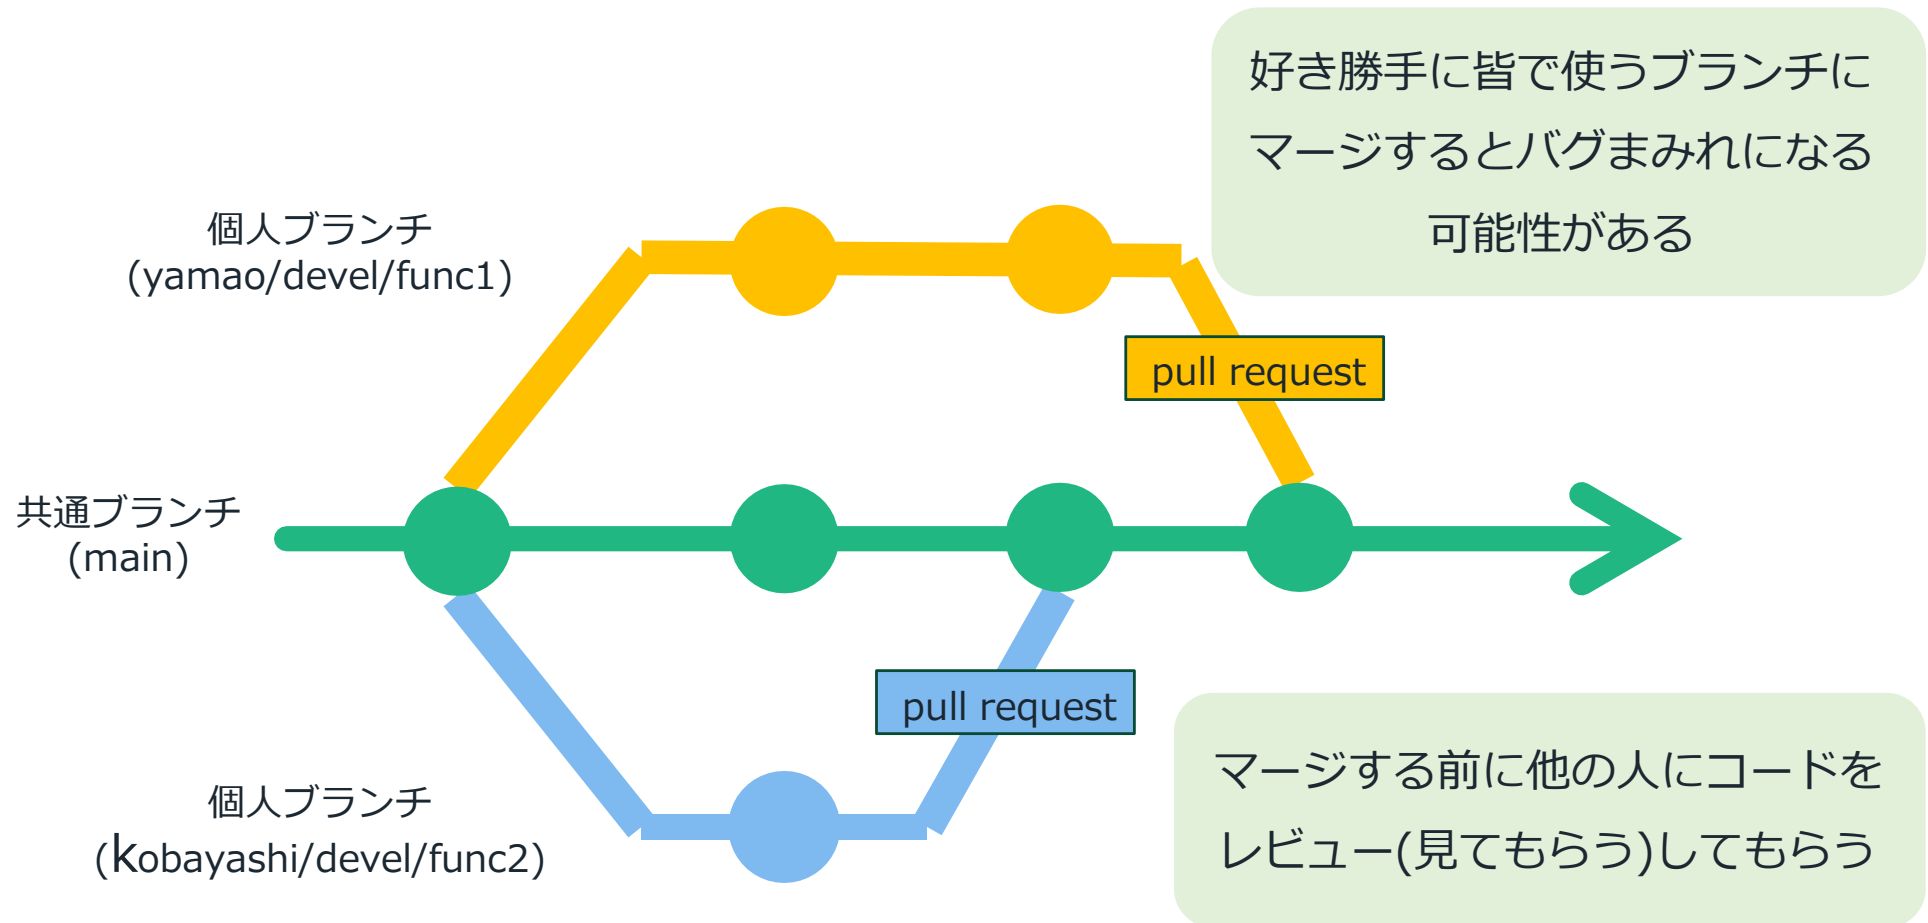 好き勝手に皆で使うブランチに
マージするとバグまみれになる
可能性がある
個人ブランチ
(yamao/devel/func1)
pull request
共通ブランチ
(main)
pull request
個人ブランチ
(kobayashi/devel/func2)
マージする前に他の人にコードを
レビュー(見てもらう)してもらう